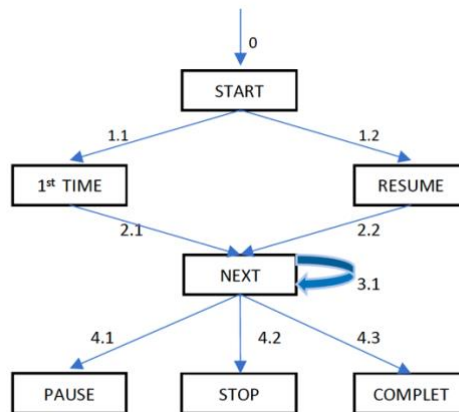 0
START
1.1
1.2
1st TIME
RESUME
2.1
2.2
NEXT
3.1
4.1
4.2
4.3
PAUSE
STOP
COMPLET